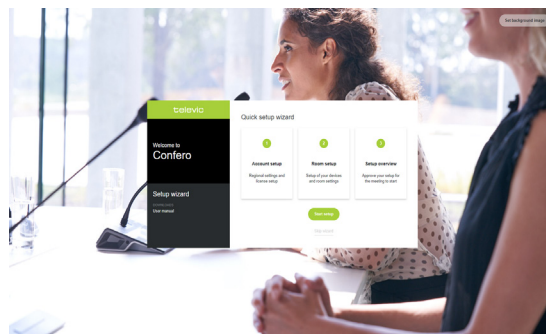 Set background image
televic
Quick setup wizard
Welcome to
Confero
1
2
3
Account setup
Room setup
Setup overview
Regional settings and
license setup
Setup of your devices
and room settings
Approve your setup for
the meeting to start
Setup wizard
User manual
Start setup